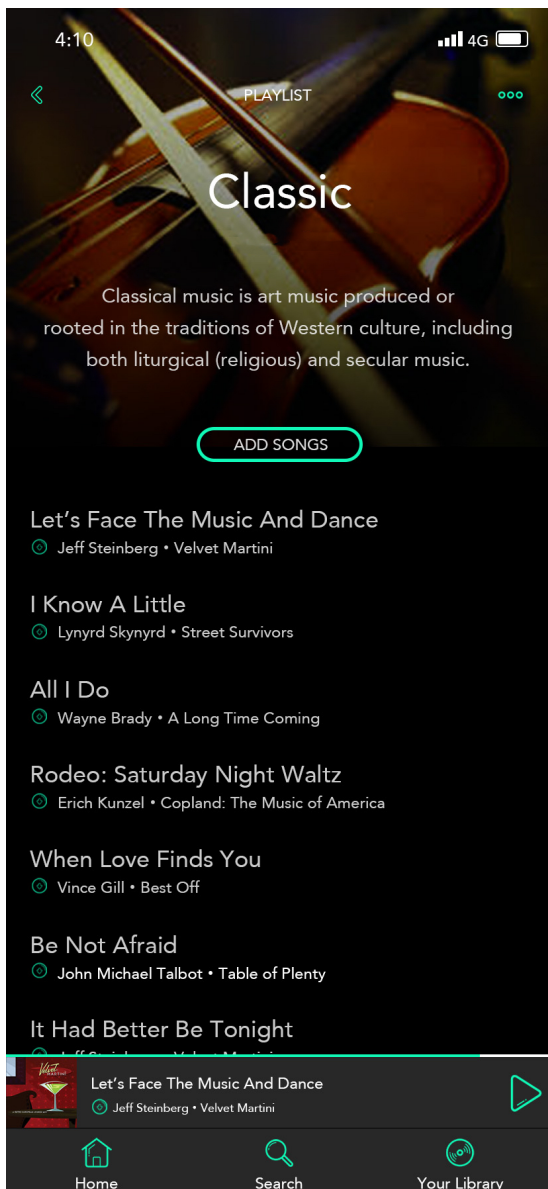 4:10
4G
PLAYLIST
Classic
Classical music is art music produced or
rooted in the traditions of Western culture, including
both liturgical (religious) and secular music.
ADD SONGS
Let's Face The Music And Dance
Jeff Steinberg • Velvet Martini
I Know A Little
Lynyrd Skynyrd • Street Survivors
All I Do
Wayne Brady • A Long Time Coming
Rodeo: Saturday Night Waltz
Erich Kunzel • Copland: The Music of America
When Love Finds You
Vince Gill • Best Off
Be Not Afraid
John Michael Talbot • Table of Plenty
It Had Better Be Tonight
Velvet
MARTINI
Let's Face The Music And Dance
Jeff Steinberg • Velvet Martini
Home
Search
Your Library